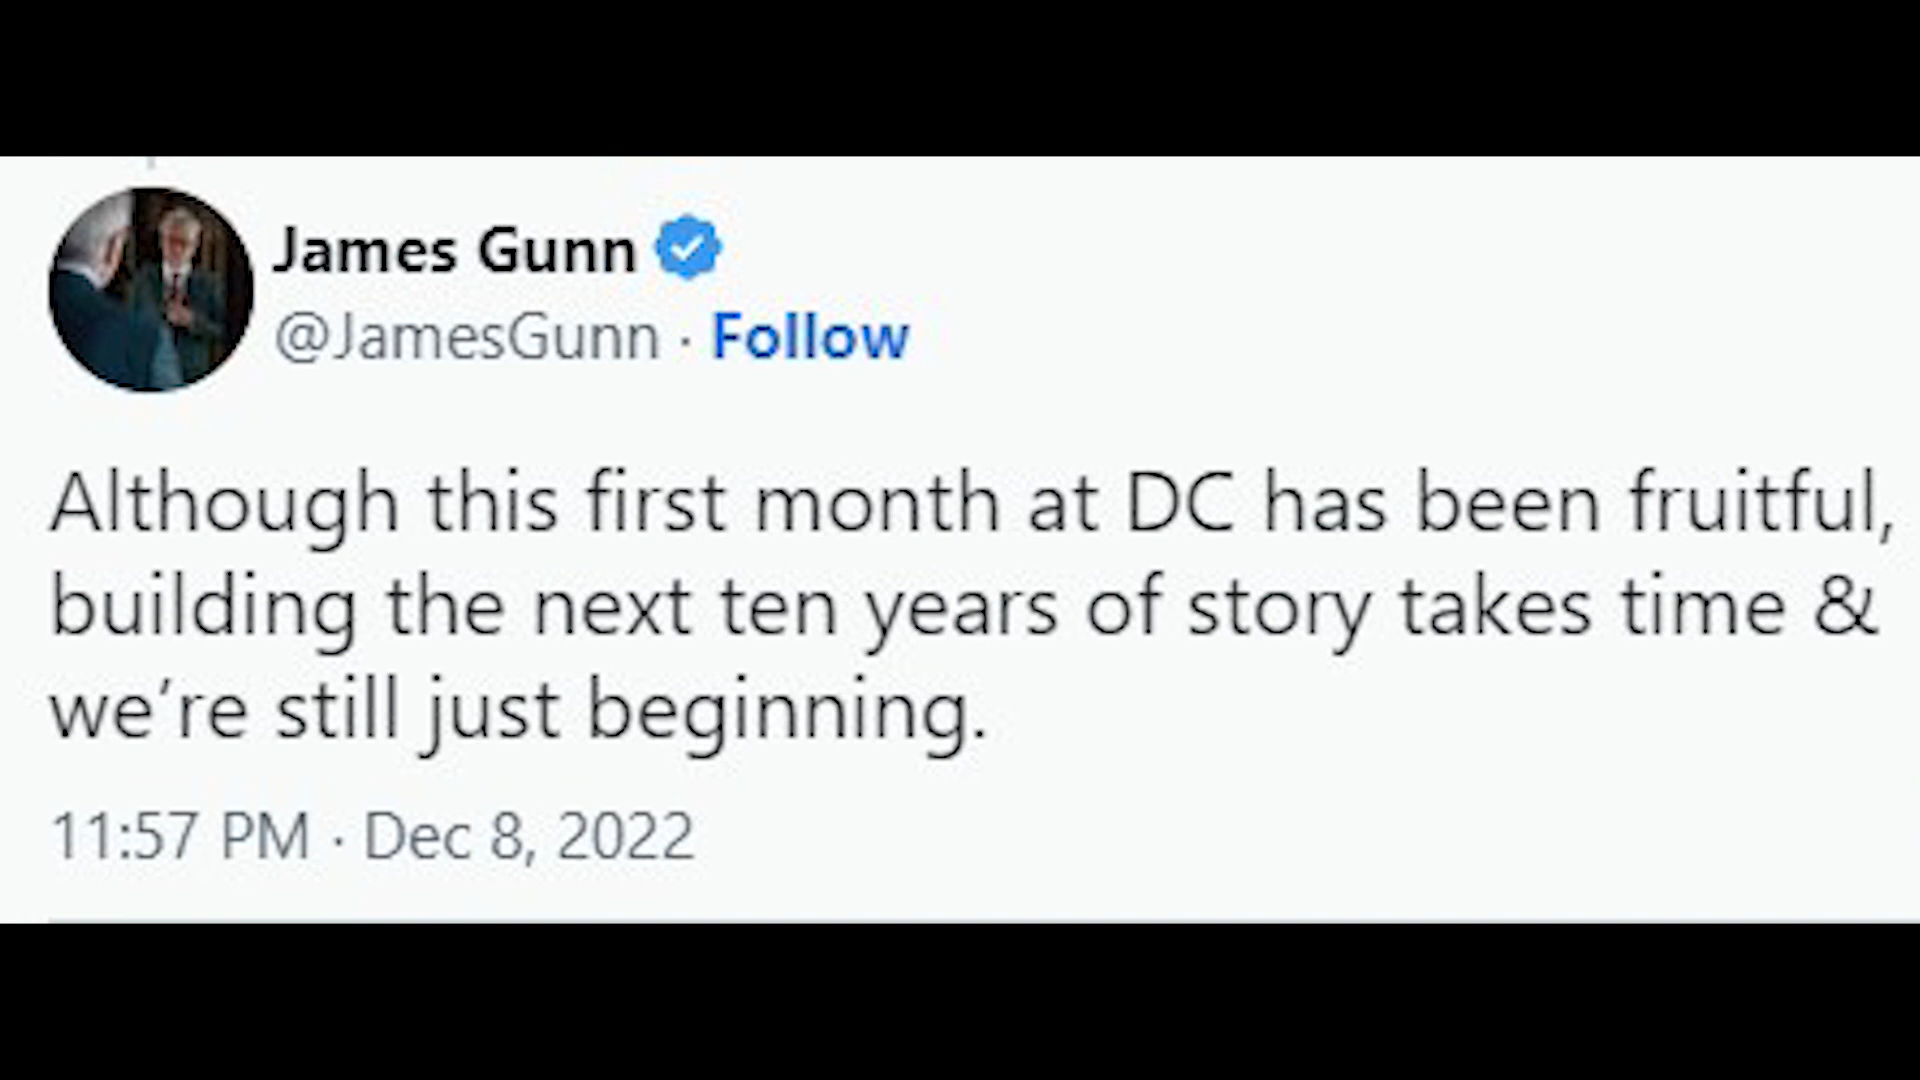 James Gunn
@JamesGunn · Follow
Although this first month at DC has been fruitful,
building the next ten years of story takes time &
we’re still just beginning.
11:57 PM · Dec 8, 2022